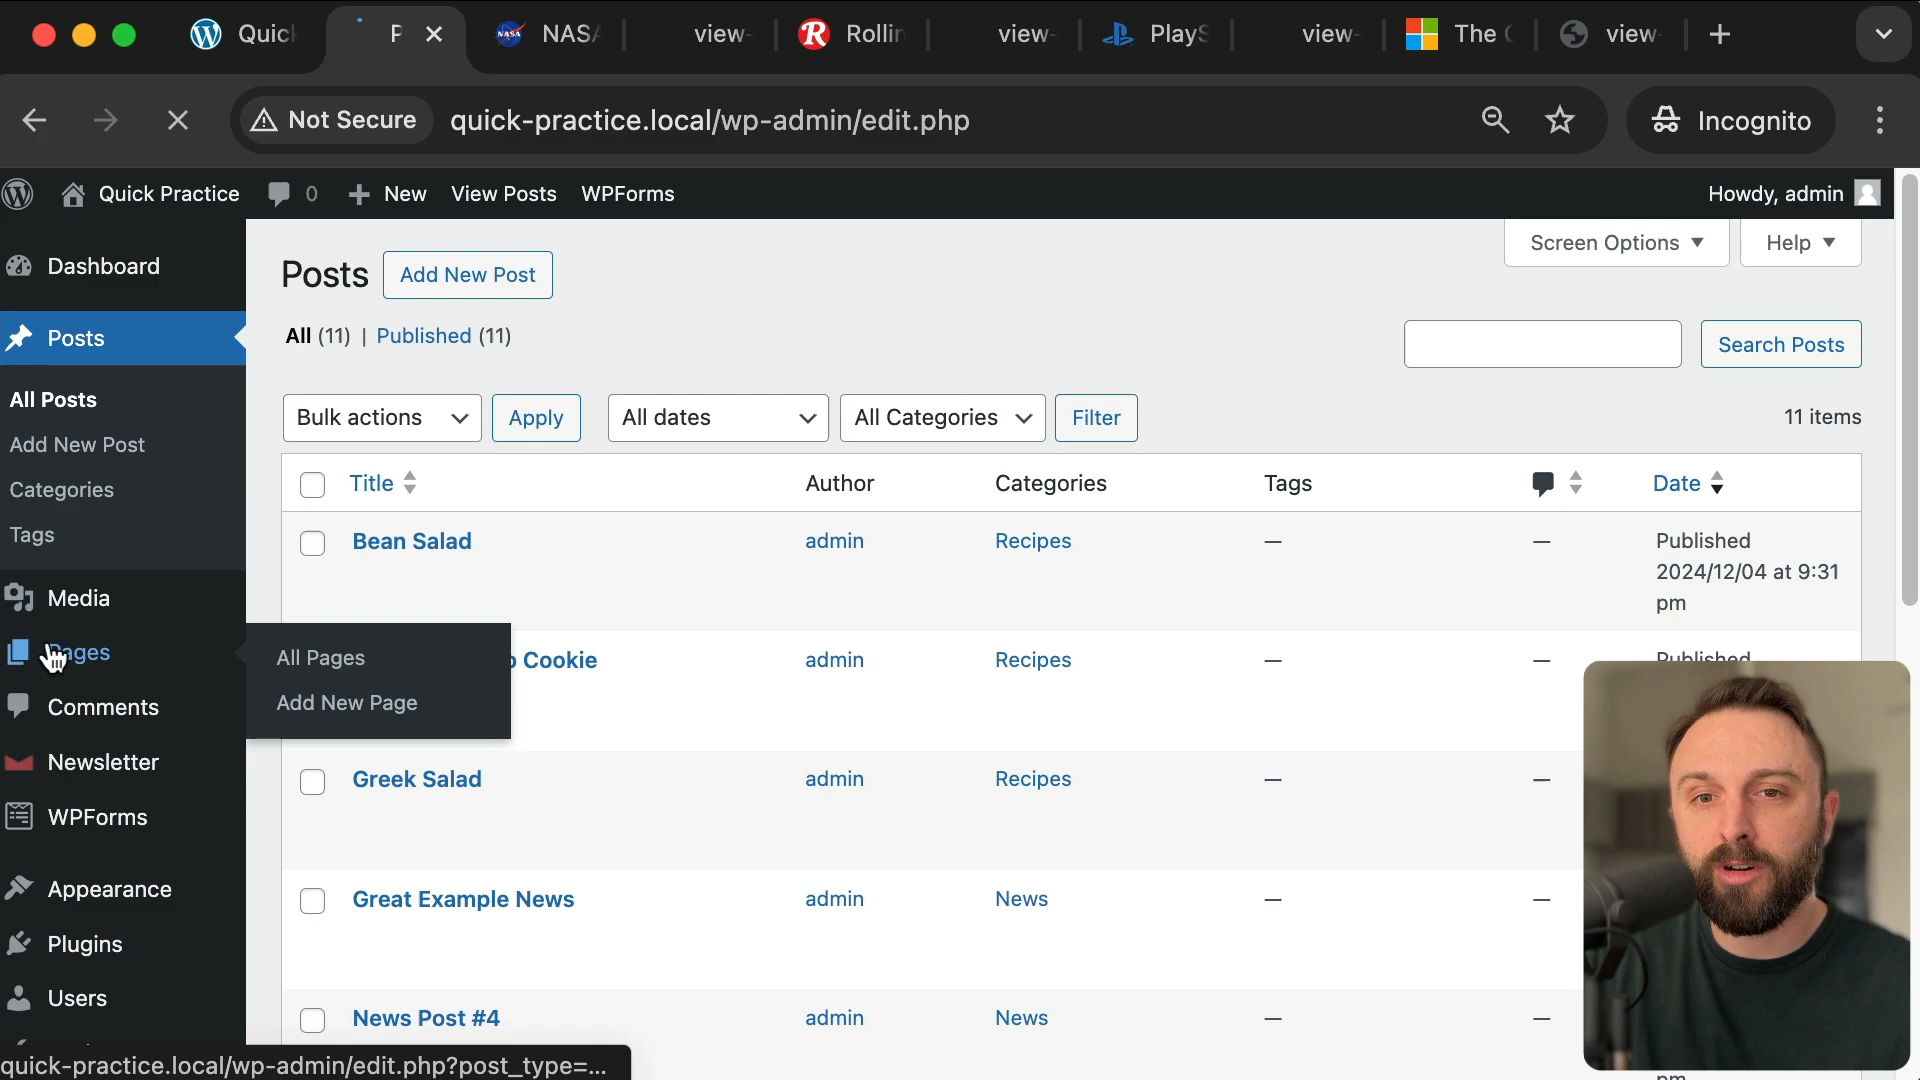 Quick
P
NASA
view-
Rollin
view-
PlayS
view-
The
view-
Not Secure
quick-practice.local/wp-admin/edit.php
Incognito
Quick Practice
0
New
View Posts
WPForms
Howdy, admin
Dashboard
Posts
All Posts
Add New Post
Categories
Tags
Media
Pages
All Pages
Add New Page
Comments
Newsletter
WPForms
Appearance
Plugins
Users
Posts
Add New Post
Screen Options
Help
All (11) | Published (11)
Search Posts
Bulk actions
Apply
All dates
All Categories
Filter
11 items
Title
Author
Categories
Tags
Date
Bean Salad
admin
Recipes
—
—
Published
2024/12/04 at 9:31
pm
Cookie
admin
Recipes
—
—
Published
Greek Salad
admin
Recipes
—
—
Great Example News
admin
News
—
—
News Post #4
admin
News
—
—
pm
quick-practice.local/wp-admin/edit.php?post_type=...